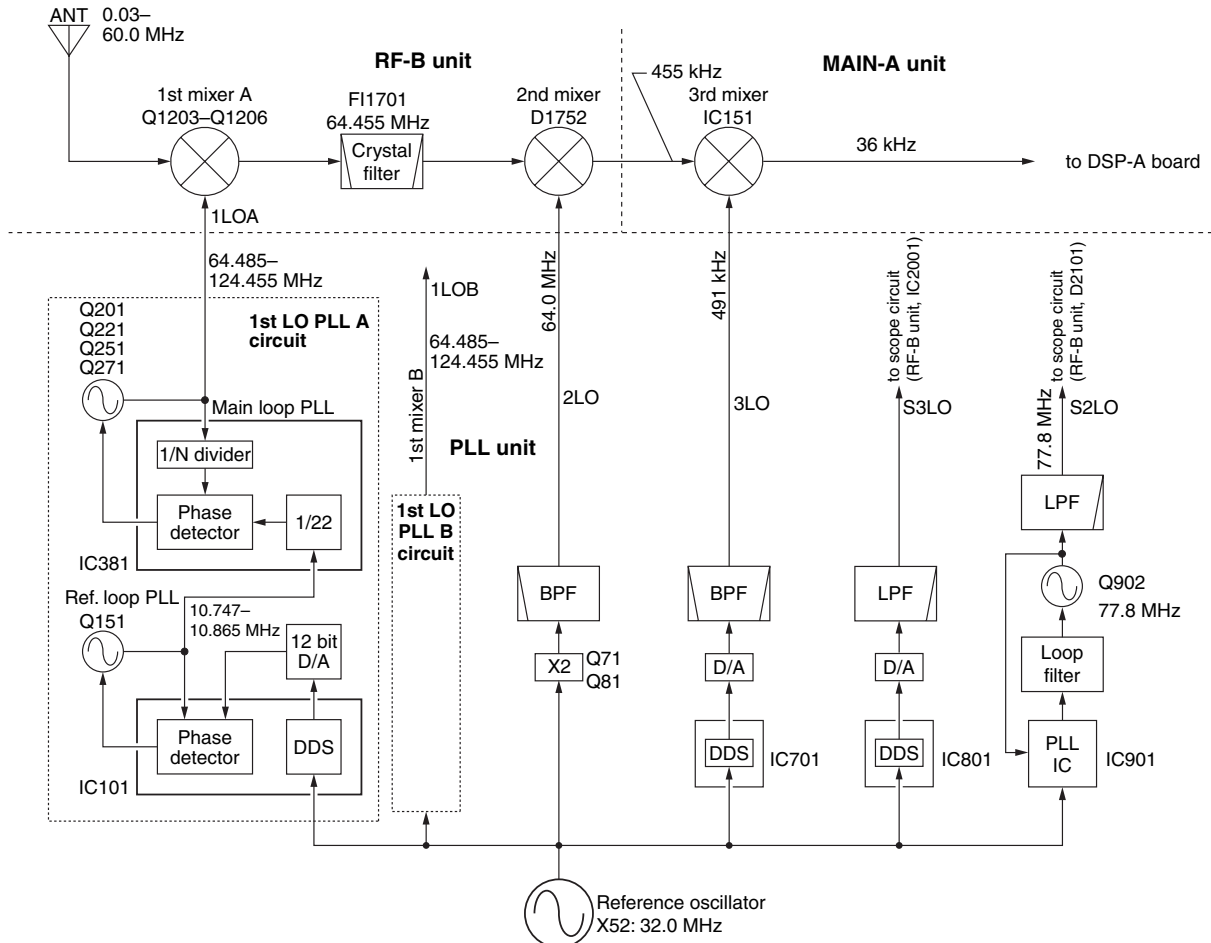 ANT
0.03–
60.0 MHz
RF-B unit
MAIN-A unit
1st mixer A
Q1203–Q1206
FI1701
64.455 MHz
Crystal
filter
2nd mixer
D1752
455 kHz
3rd mixer
IC151
36 kHz
to DSP-A board
1LOA
64.485–
124.455 MHz
1st LO PLL A
circuit
Q201
Q221
Q251
Q271
Main loop PLL
1/N divider
Phase
detector
1/22
IC381
Ref. loop PLL
Q151
10.747–
10.865 MHz
12 bit
D/A
Phase
detector
DDS
IC101
1LOB
64.485–
124.455 MHz
1st mixer B
PLL unit
1st LO
PLL B
circuit
64.0 MHz
2LO
BPF
X2
Q71
Q81
491 kHz
3LO
BPF
D/A
DDS
IC701
to scope circuit
(RF-B unit, IC2001)
S3LO
LPF
D/A
DDS
IC801
to scope circuit
(RF-B unit, D2101)
77.8 MHz
S2LO
LPF
Q902
77.8 MHz
Loop
filter
PLL
IC
IC901
Reference oscillator
X52: 32.0 MHz